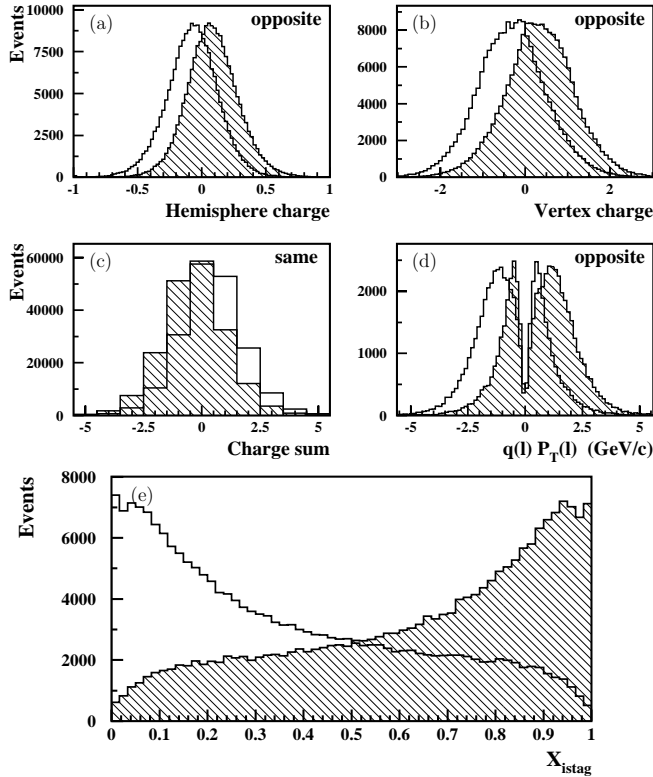 Events
10000
7500
5000
2500
0
(a)
opposite
-1
-0.5
0
0.5
1
Hemisphere charge
8000
6000
4000
2000
0
(b)
opposite
-2
0
2
Vertex charge
Events
60000
40000
20000
0
(c)
same
-5
-2.5
0
2.5
5
Charge sum
2000
1000
0
(d)
opposite
-5
-2.5
0
2.5
5
q(l) P_T(l) (GeV/c)
Events
8000
6000
4000
2000
0
(e)
0 0.1 0.2 0.3 0.4 0.5 0.6 0.7 0.8 0.9 1
X_istag